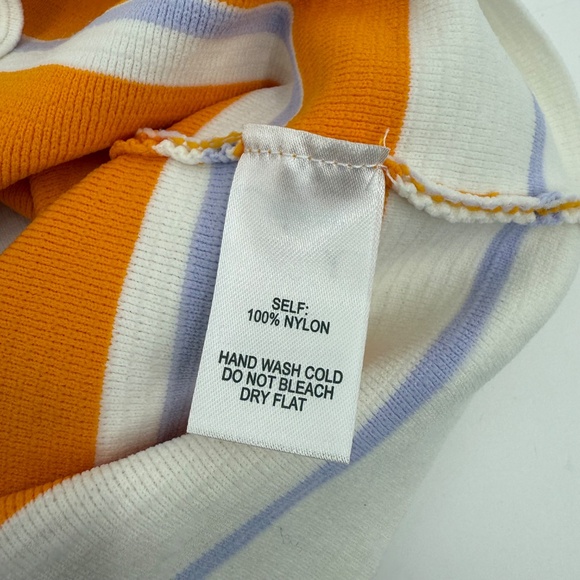 SELF:
100% NYLON
HAND WASH COLD
DO NOT BLEACH
DRY FLAT